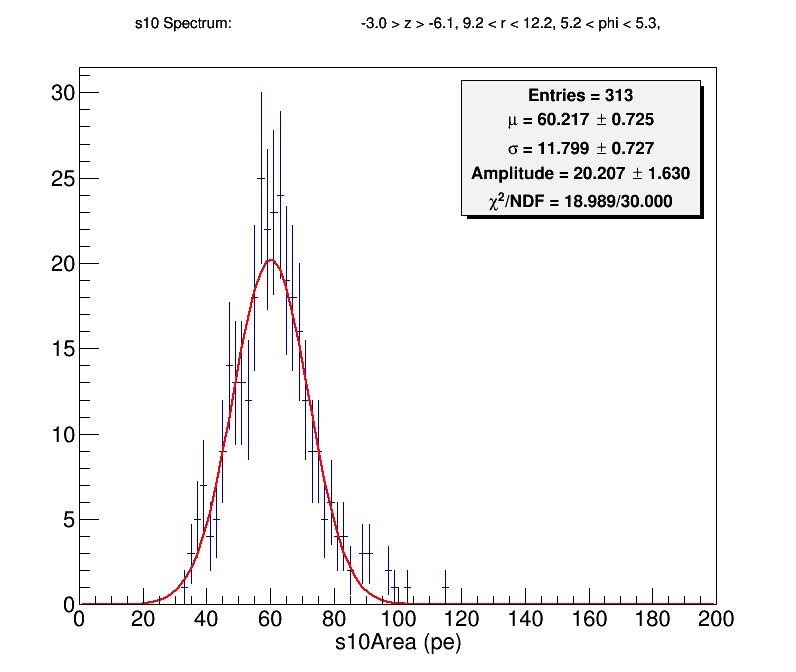 s10 Spectrum: -3.0 > z > -6.1, 9.2 < r < 12.2, 5.2 < phi < 5.3,
Entries = 313
μ = 60.217 ± 0.725
σ = 11.799 ± 0.727
Amplitude = 20.207 ± 1.630
χ²/NDF = 18.989/30.000
30
25
20
15
10
5
0
0 20 40 60 80 100 120 140 160 180 200
s10Area (pe)